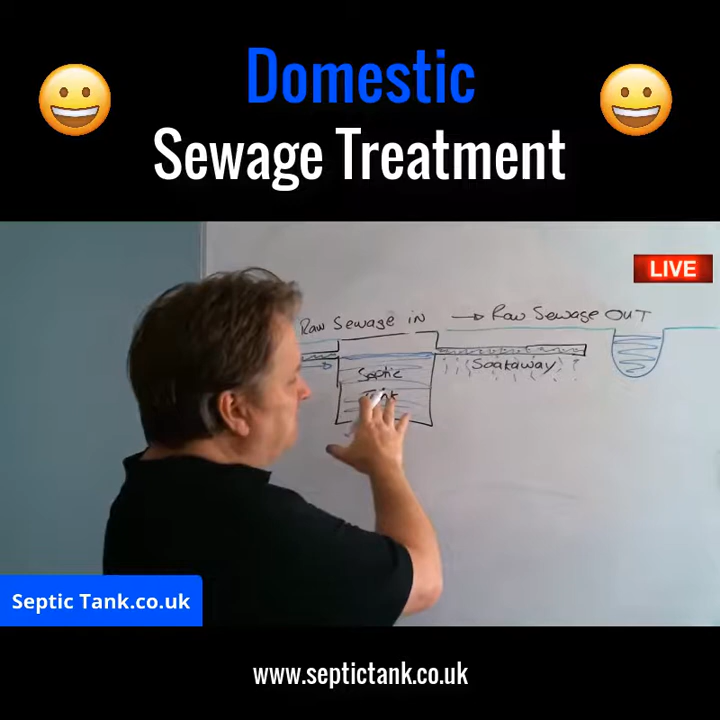 Domestic
Sewage Treatment
LIVE
Raw Sewage IN → Raw Sewage OUT
Septic
Tank
(Soakaway)
Septic Tank.co.uk
www.septictank.co.uk